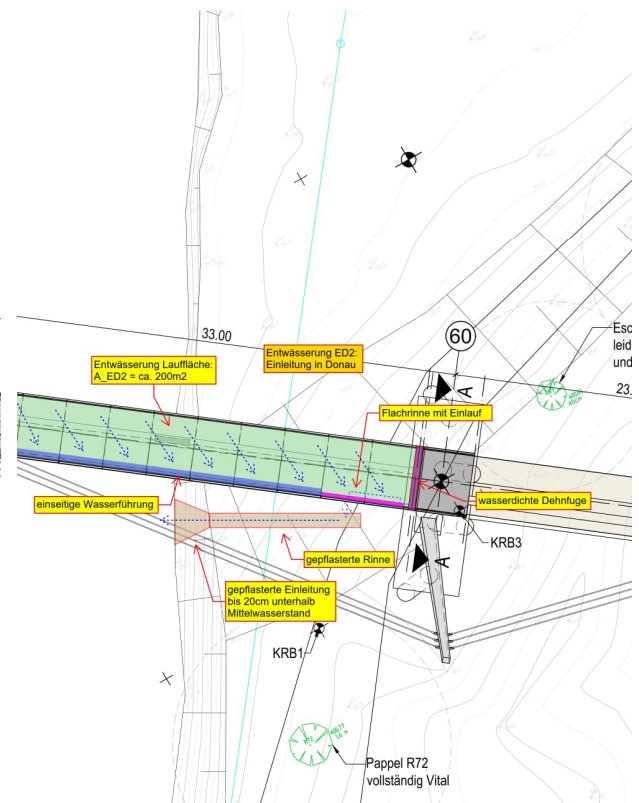 33.00
60
Entwässerung ED2:
Einleitung in Donau
Entwässerung Lauffläche:
A_ED2 = ca. 200m2
Esc
leid
und
23.
Flachrinne mit Einlauf
A
einseitige Wasserführung
wasserdichte Dehnfuge
KRB3
gepflasterte Rinne
A
gepflasterte Einleitung
bis 20cm unterhalb
Mittelwasserstand
KRB1
Pappel R72
vollständig Vital